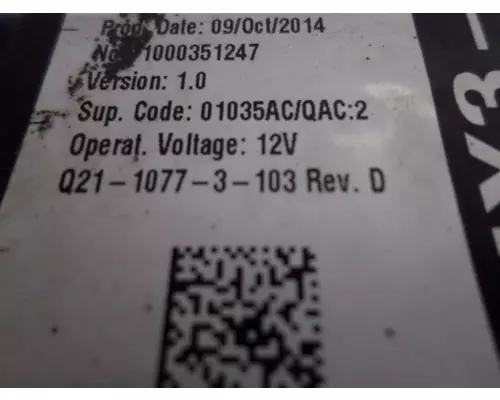 Prod. Date: 09/Oct/2014
No. 1000351247
Version: 1.0
Sup. Code: 01035AC/QAC:2
Operat. Voltage: 12V
Q21-1077-3-103 Rev. D